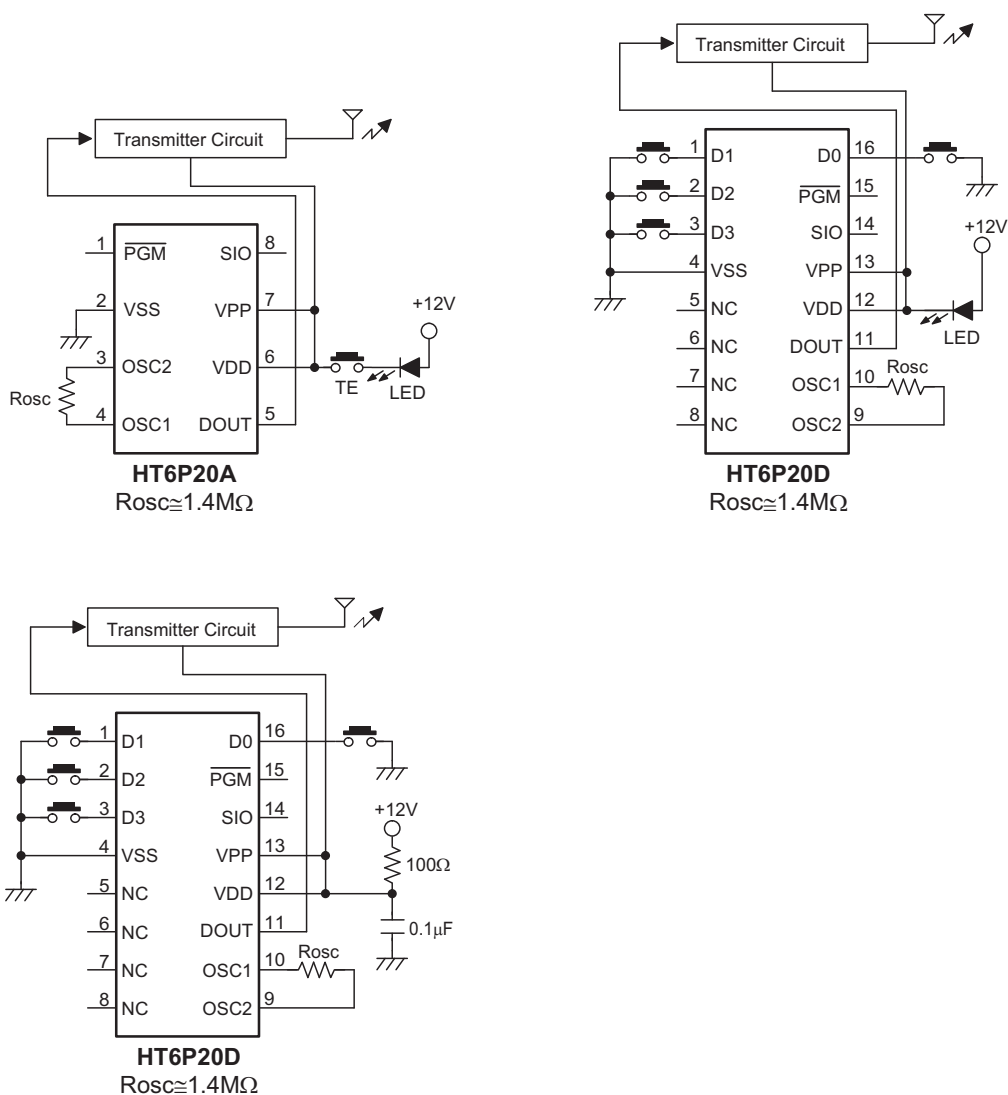 Transmitter Circuit
1 PGM SIO 8
2 VSS VPP 7
3 OSC2 VDD 6
4 OSC1 DOUT 5
Rosc
+12V
TE
LED
HT6P20A
Rosc≅1.4MΩ
Transmitter Circuit
1 D1 D0 16
2 D2 PGM 15
3 D3 SIO 14
4 VSS VPP 13
5 NC VDD 12
6 NC DOUT 11
7 NC OSC1 10
8 NC OSC2 9
+12V
LED
Rosc
HT6P20D
Rosc≅1.4MΩ
Transmitter Circuit
1 D1 D0 16
2 D2 PGM 15
3 D3 SIO 14
4 VSS VPP 13
5 NC VDD 12
6 NC DOUT 11
7 NC OSC1 10
8 NC OSC2 9
+12V
100Ω
0.1μF
Rosc
HT6P20D
Rosc≅1.4MΩ